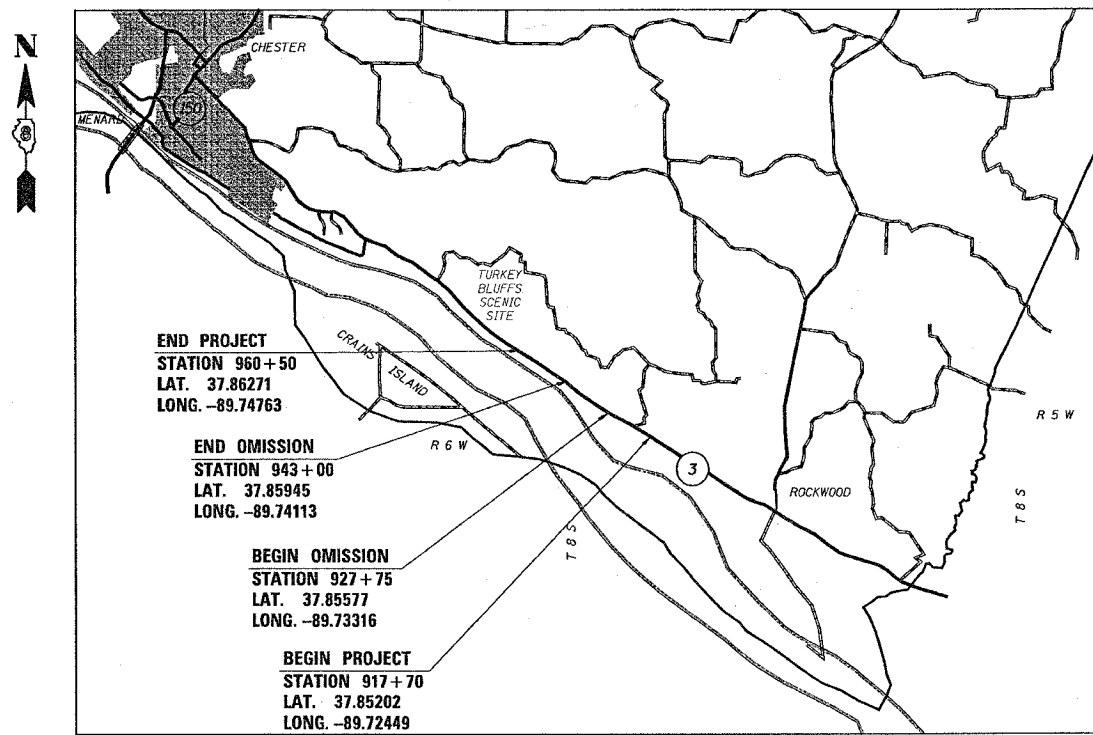 N
8
CHESTER
150
MENARD
TURKEY
BLUFFS
SCENIC
SITE
CRAINS
ISLAND
END PROJECT
STATION 960+50
LAT. 37.86271
LONG. -89.74763
END OMISSION
STATION 943+00
LAT. 37.85945
LONG. -89.74113
R 6 W
R 5 W
3
ROCKWOOD
T 8 S
T 8 S
BEGIN OMISSION
STATION 927+75
LAT. 37.85577
LONG. -89.73316
BEGIN PROJECT
STATION 917+70
LAT. 37.85202
LONG. -89.72449